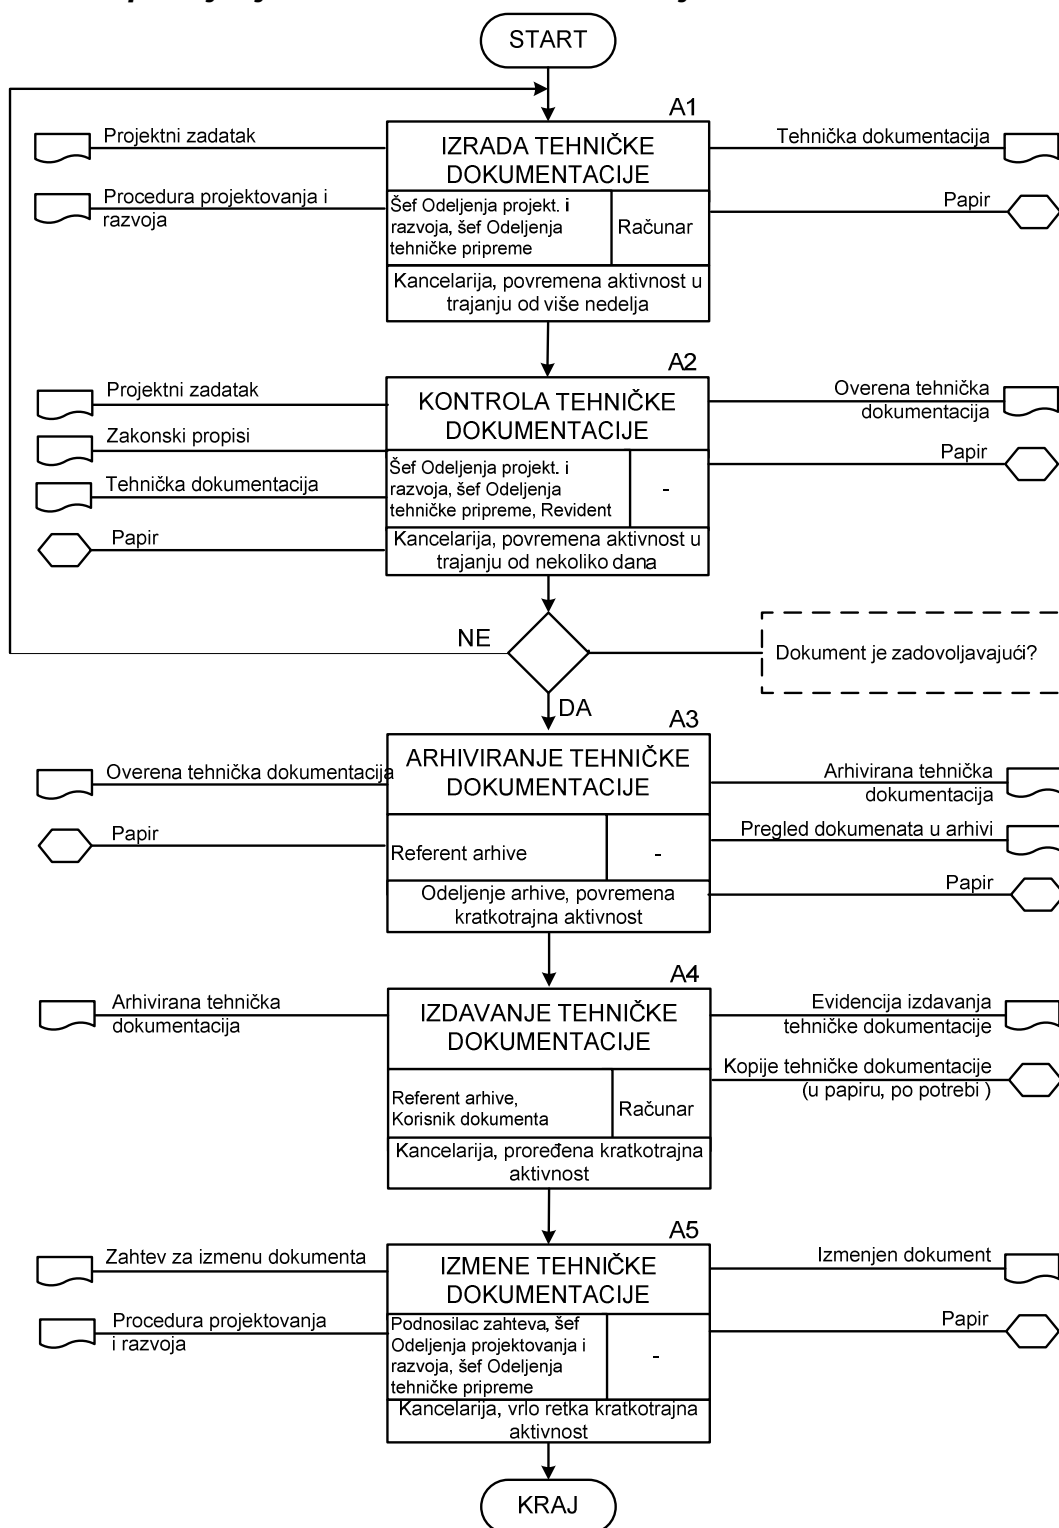 START
A1
Projektni zadatak
Procedura projektovanja i
razvoja
IZRADA TEHNIČKE
DOKUMENTACIJE
Šef Odeljenja projekt. i
razvoja, šef Odeljenja
tehničke pripreme
Računar
Kancelarija, povremena aktivnost u
trajanju od više nedelja
Tehnička dokumentacija
Papir
A2
Projektni zadatak
Zakonski propisi
Tehnička dokumentacija
Papir
KONTROLA TEHNIČKE
DOKUMENTACIJE
Šef Odeljenja projekt. i
razvoja, šef Odeljenja
tehničke pripreme, Revident
-
Kancelarija, povremena aktivnost u
trajanju od nekoliko dana
Overena tehnička
dokumentacija
Papir
NE
Dokument je zadovoljavajući?
DA
A3
Overena tehnička dokumentacija
Papir
ARHIVIRANJE TEHNIČKE
DOKUMENTACIJE
Referent arhive
-
Odeljenje arhive, povremena
kratkotrajna aktivnost
Arhivirana tehnička
dokumentacija
Pregled dokumenata u arhivi
Papir
A4
Arhivirana tehnička
dokumentacija
IZDAVANJE TEHNIČKE
DOKUMENTACIJE
Referent arhive,
Korisnik dokumenta
Računar
Kancelarija, proređena kratkotrajna
aktivnost
Evidencija izdavanja
tehničke dokumentacije
Kopije tehničke dokumentacije
(u papiru, po potrebi )
A5
Zahtev za izmenu dokumenta
Procedura projektovanja
i razvoja
IZMENE TEHNIČKE
DOKUMENTACIJE
Podnosilac zahteva, šef
Odeljenja projektovanja i
razvoja, šef Odeljenja
tehničke pripreme
-
Kancelarija, vrlo retka kratkotrajna
aktivnost
Izmenjen dokument
Papir
KRAJ